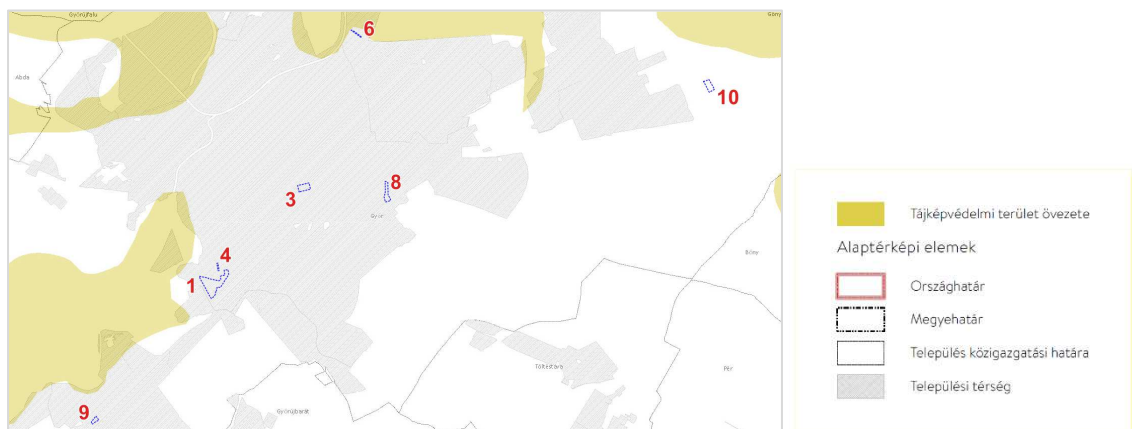 Győrújfalu
Göny
6
Abda
10
3
8
Győr
4
1
Bőny
Töltéstava
Pér
9
Győrújbarát
Tájképvédelmi terület övezete
Alaptérképi elemek
Országhatár
Megyehatár
Település közigazgatási határa
Települési térség